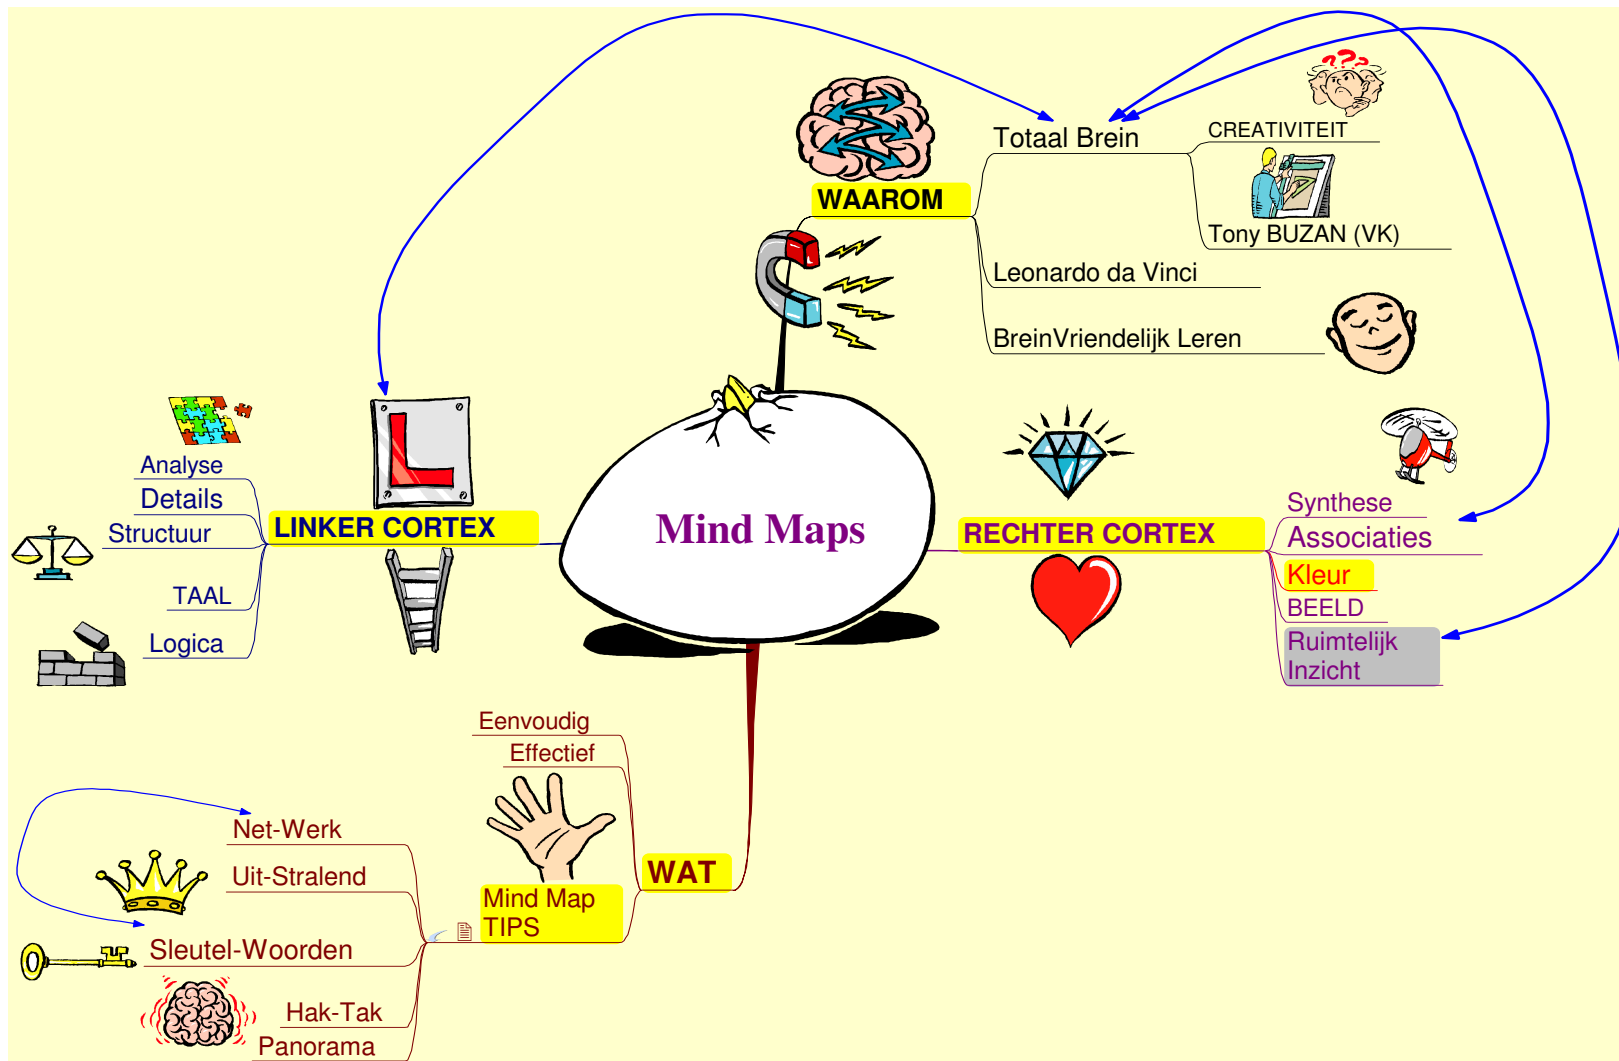 Mind Maps
WAAROM
Totaal Brein
CREATIVITEIT
Tony BUZAN (VK)
Leonardo da Vinci
BreinVriendelijk Leren
RECHTER CORTEX
Synthese
Associaties
Kleur
BEELD
Ruimtelijk
Inzicht
WAT
Eenvoudig
Effectief
Mind Map
TIPS
Net-Werk
Uit-Stralend
Sleutel-Woorden
Hak-Tak
Panorama
LINKER CORTEX
Analyse
Details
Structuur
TAAL
Logica
L
???